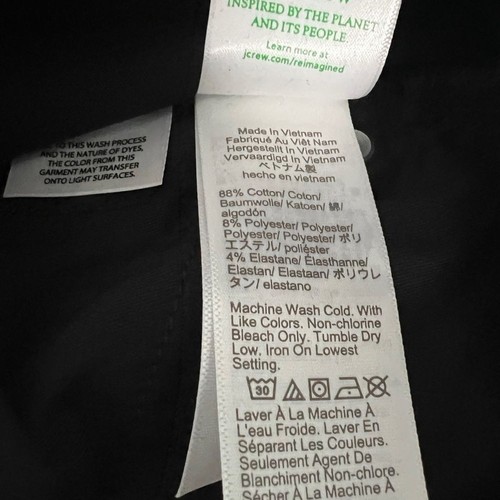 INSPIRED BY THE PLANET
AND ITS PEOPLE
Learn more at
jcrew.com/reimagined
TO THIS WASH PROCESS
AND THE NATURE OF DYES,
THE COLOR FROM THIS
GARMENT MAY TRANSFER
ONTO LIGHT SURFACES.
Made In Vietnam
Fabriqué Au Viêt Nam
Hergestellt In Vietnam
Vervaardigd In Vietnam
ベトナム製
hecho en vietnam
88% Cotton/ Coton/
Baumwolle/ Katoen/ 綿/
algodón
8% Polyester/ Polyester/
Polyester/ Polyester/ ポリ
エステル/ poliéster
4% Elastane/ Élasthanne/
Elastan/ Elastaan/ ポリウレ
タン/ elastano
Machine Wash Cold. With
Like Colors. Non-chlorine
Bleach Only. Tumble Dry
Low. Iron On Lowest
Setting.
30
Laver À La Machine À
L'eau Froide. Laver En
Séparant Les Couleurs.
Seulement Agent De
Blanchiment Non-chlore.
Sécher À La Machine À